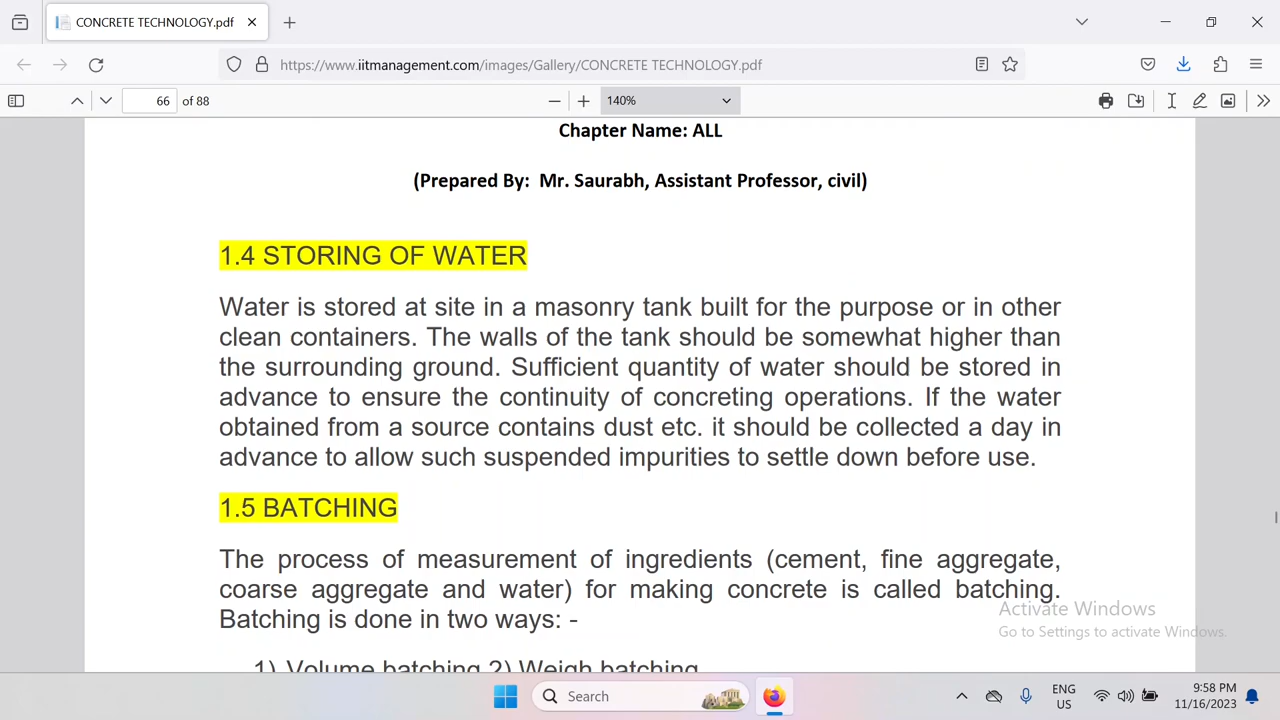 CONCRETE TECHNOLOGY.pdf
https://www.iitmanagement.com/images/Gallery/CONCRETE TECHNOLOGY.pdf
66 of 88
140%
Chapter Name: ALL
(Prepared By: Mr. Saurabh, Assistant Professor, civil)
1.4 STORING OF WATER
Water is stored at site in a masonry tank built for the purpose or in other
clean containers. The walls of the tank should be somewhat higher than
the surrounding ground. Sufficient quantity of water should be stored in
advance to ensure the continuity of concreting operations. If the water
obtained from a source contains dust etc. it should be collected a day in
advance to allow such suspended impurities to settle down before use.
1.5 BATCHING
The process of measurement of ingredients (cement, fine aggregate,
coarse aggregate and water) for making concrete is called batching.
Batching is done in two ways: -
1) Volume batching 2) Weigh batching
Activate Windows
Go to Settings to activate Windows.
Search
ENG
US
9:58 PM
11/16/2023